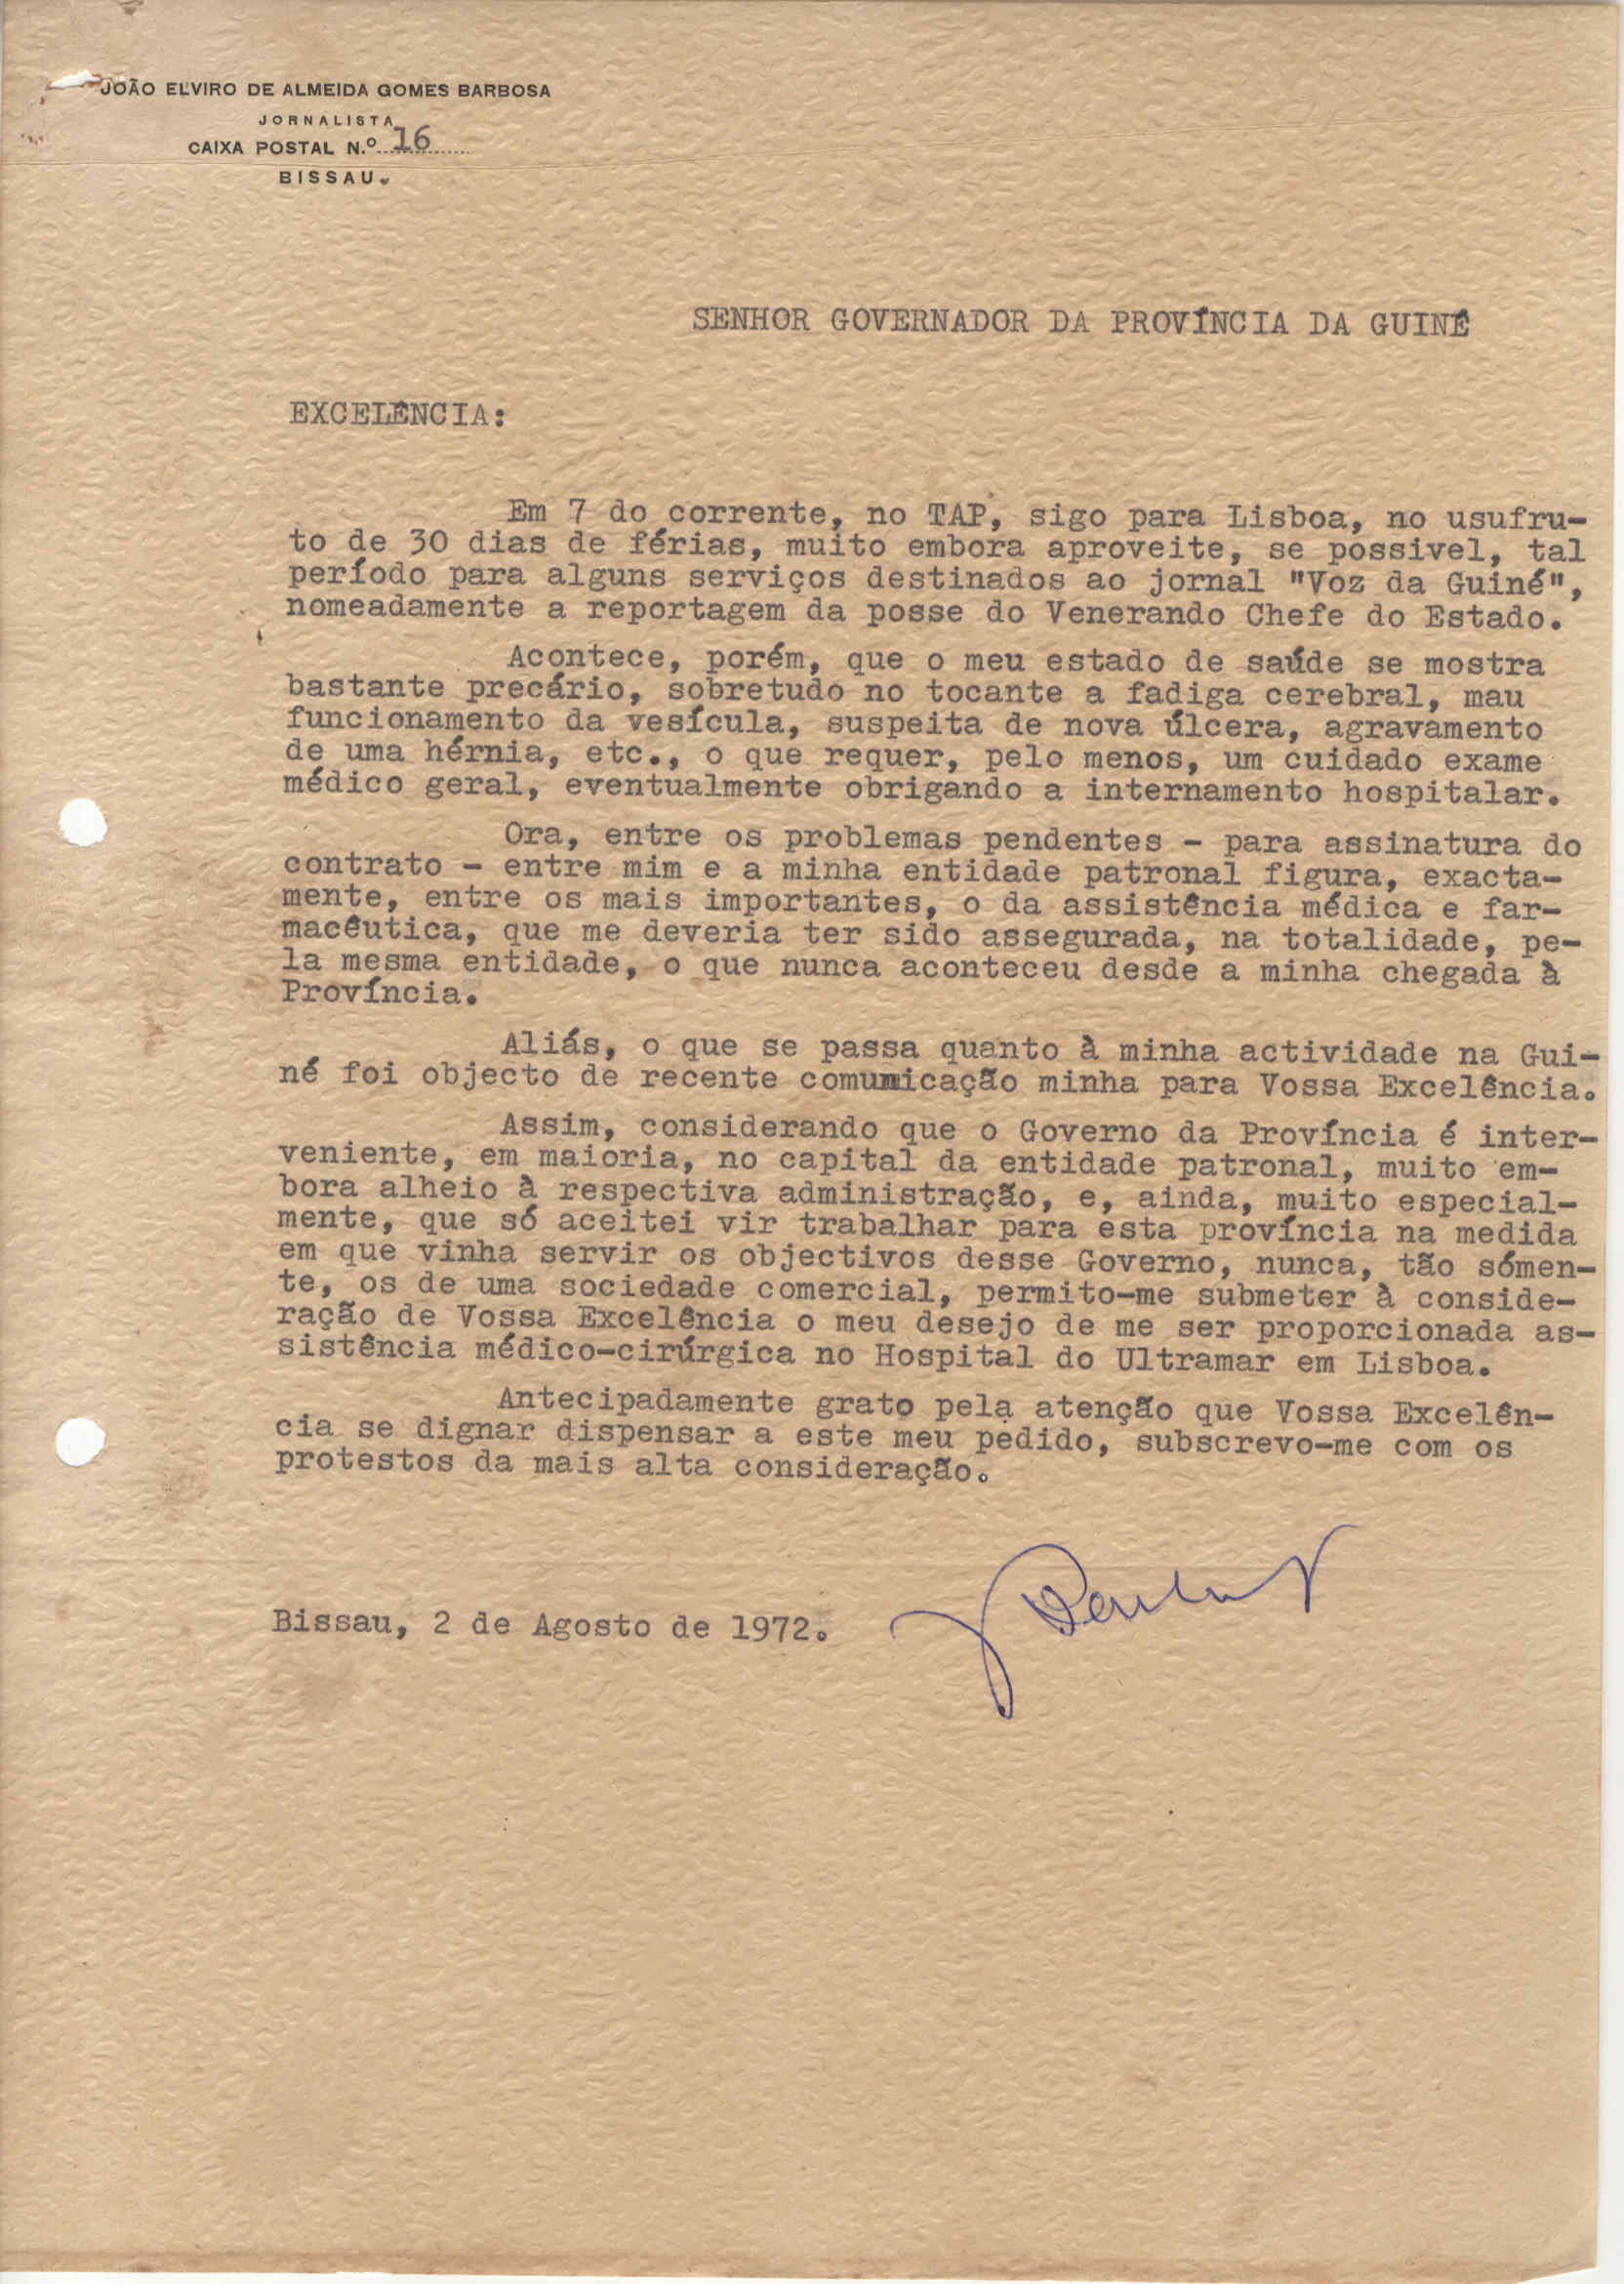 JOÃO ELVIRO DE ALMEIDA GOMES BARBOSA
JORNALISTA
CAIXA POSTAL N.º 16
BISSAU.
SENHOR GOVERNADOR DA PROVÍNCIA DA GUINÉ
EXCELÊNCIA:
Em 7 do corrente, no TAP, sigo para Lisboa, no usufru-
to de 30 dias de férias, muito embora aproveite, se possivel, tal
período para alguns serviços destinados ao jornal "Voz da Guiné",
nomeadamente a reportagem da posse do Venerando Chefe do Estado.
Acontece, porém, que o meu estado de saúde se mostra
bastante precário, sobretudo no tocante a fadiga cerebral, mau
funcionamento da vesícula, suspeita de nova úlcera, agravamento
de uma hérnia, etc., o que requer, pelo menos, um cuidado exame
médico geral, eventualmente obrigando a internamento hospitalar.
Ora, entre os problemas pendentes - para assinatura do
contrato - entre mim e a minha entidade patronal figura, exacta-
mente, entre os mais importantes, o da assistência médica e far-
macêutica, que me deveria ter sido assegurada, na totalidade, pe-
la mesma entidade, o que nunca aconteceu desde a minha chegada à
Província.
Aliás, o que se passa quanto à minha actividade na Gui-
né foi objecto de recente comunicação minha para Vossa Excelência.
Assim, considerando que o Governo da Província é inter-
veniente, em maioria, no capital da entidade patronal, muito em-
bora alheio à respectiva administração, e, ainda, muito especial-
mente, que só aceitei vir trabalhar para esta província na medida
em que vinha servir os objectivos desse Governo, nunca, tão sómen-
te, os de uma sociedade comercial, permito-me submeter à conside-
ração de Vossa Excelência o meu desejo de me ser proporcionada as-
sistência médico-cirúrgica no Hospital do Ultramar em Lisboa.
Antecipadamente grato pela atenção que Vossa Excelên-
cia se dignar dispensar a este meu pedido, subscrevo-me com os
protestos da mais alta consideração.
Bissau, 2 de Agosto de 1972.